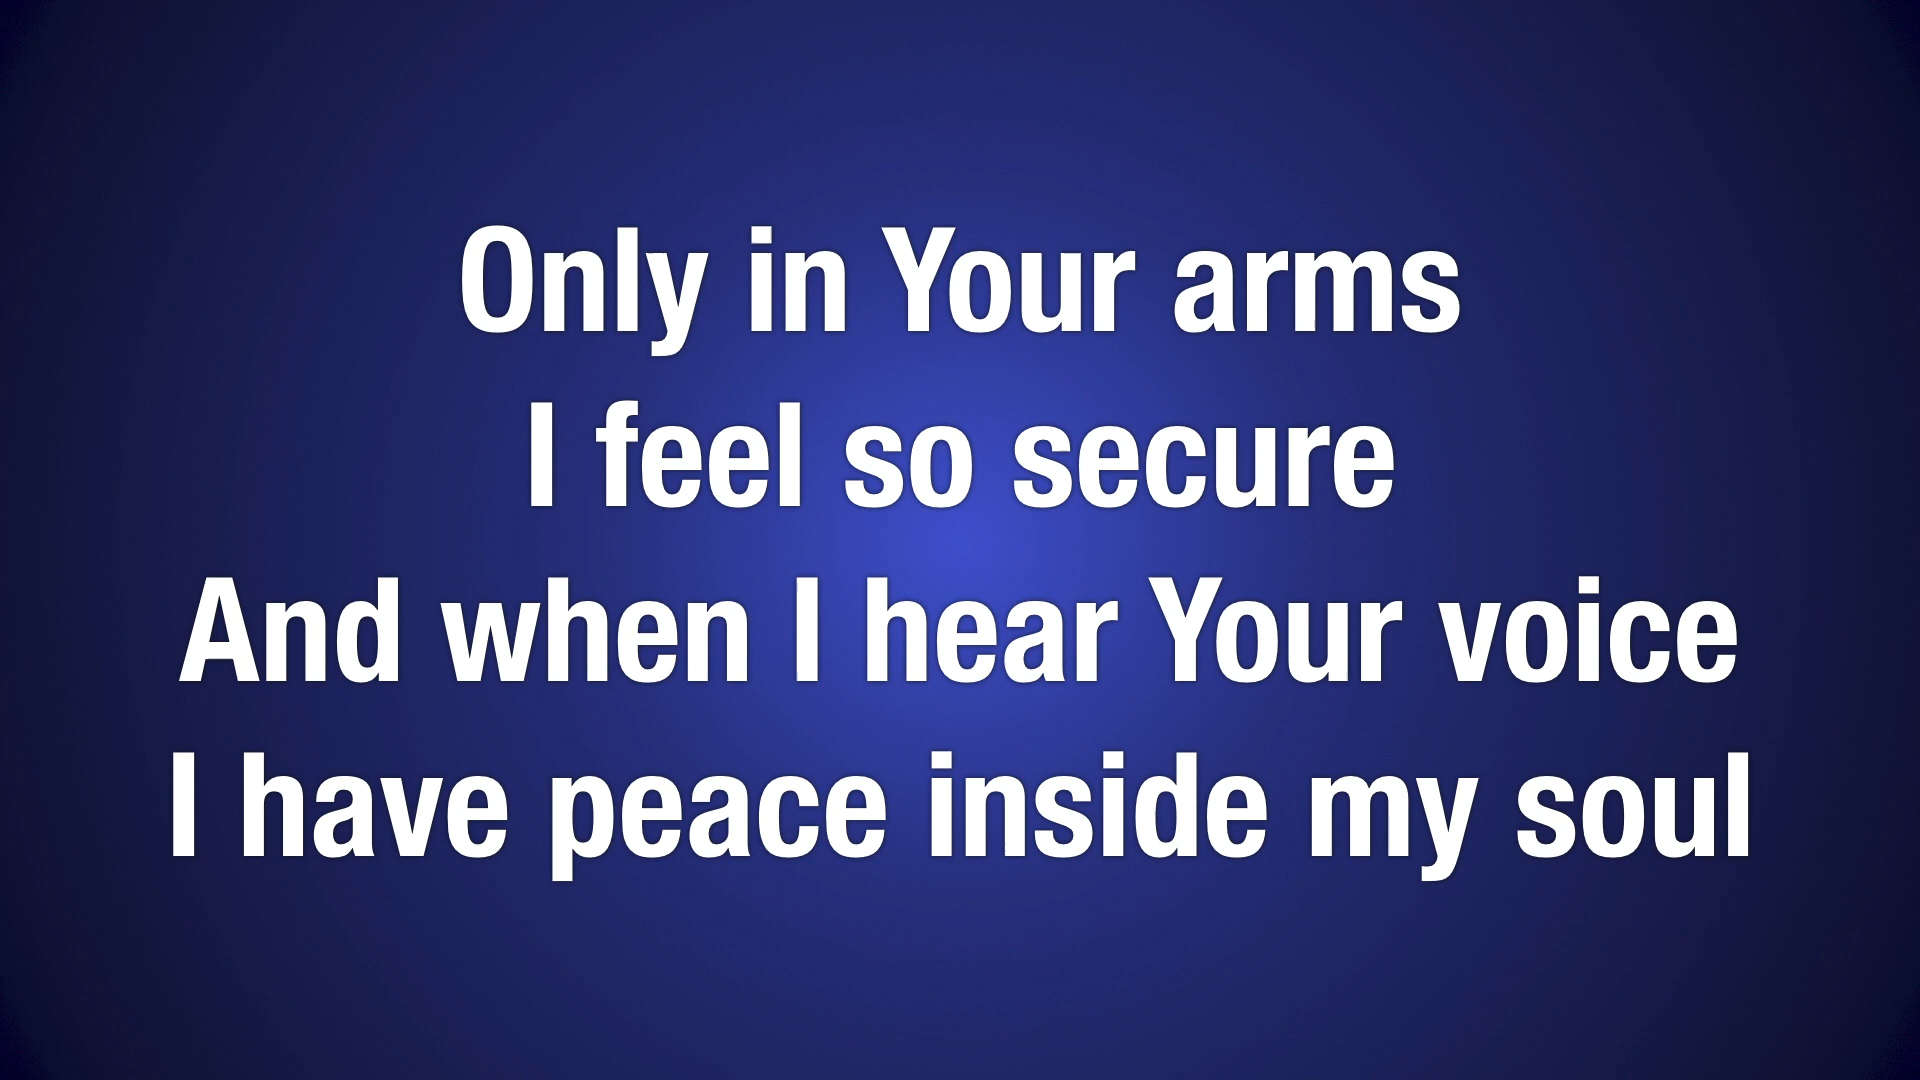 Only in Your arms
I feel so secure
And when I hear Your voice
I have peace inside my soul